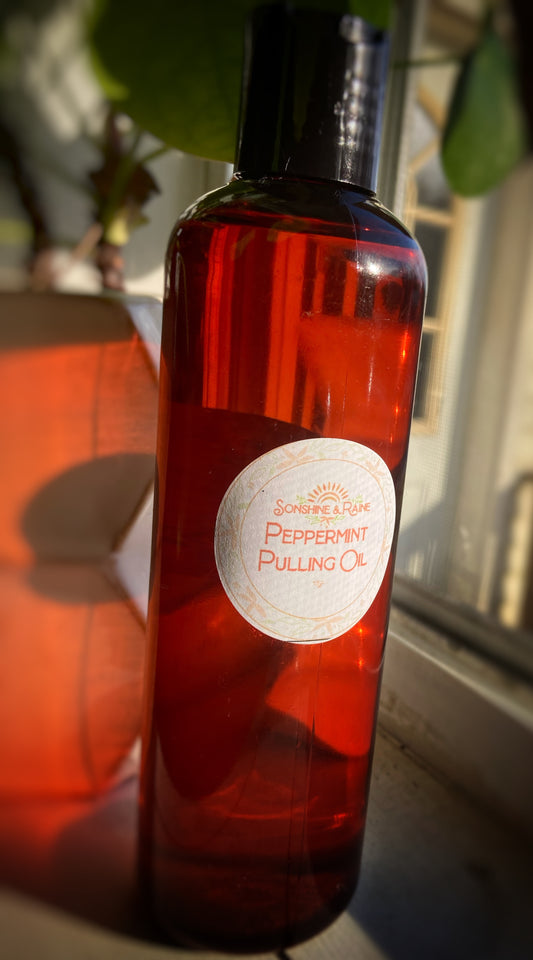 Sonshine & Raine
Peppermint
Pulling Oil